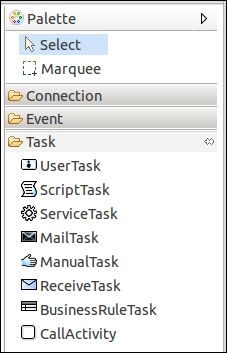 Palette
Select
Marquee
Connection
Event
Task
UserTask
ScriptTask
ServiceTask
MailTask
ManualTask
ReceiveTask
BusinessRuleTask
CallActivity